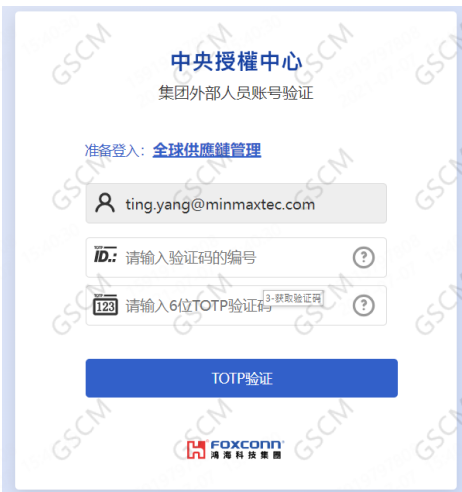 中央授權中心
集团外部人员账号验证
准备登入：全球供應鏈管理
ting.yang@minmaxtec.com
TOTP ID.: 请输入验证码的编号 ?
TOTP 123 请输入6位TOTP验证码 ?
3-获取验证码
TOTP验证
FOXCONN®
鴻海科技集團
GSCM